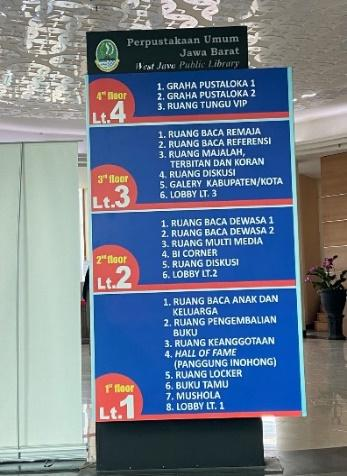 Perpustakaan Umum
Jawa Barat
West Java Public Library
4th floor
Lt.4
1. GRAHA PUSTALOKA 1
2. GRAHA PUSTALOKA 2
3. RUANG TUNGU VIP
3rd floor
Lt.3
1. RUANG BACA REMAJA
2. RUANG BACA REFERENSI
3. RUANG MAJALAH,
TERBITAN DAN KORAN
4. RUANG DISKUSI
5. GALERY KABUPATEN/KOTA
6. LOBBY LT. 3
2nd floor
Lt.2
1. RUANG BACA DEWASA 1
2. RUANG BACA DEWASA 2
3. RUANG MULTI MEDIA
4. BI CORNER
5. RUANG DISKUSI
6. LOBBY LT.2
1st floor
Lt.1
1. RUANG BACA ANAK DAN
KELUARGA
2. RUANG PENGEMBALIAN
BUKU
3. RUANG KEANGGOTAAN
4. HALL OF FAME
(PANGGUNG INOHONG)
5. RUANG LOCKER
6. BUKU TAMU
7. MUSHOLA
8. LOBBY LT. 1